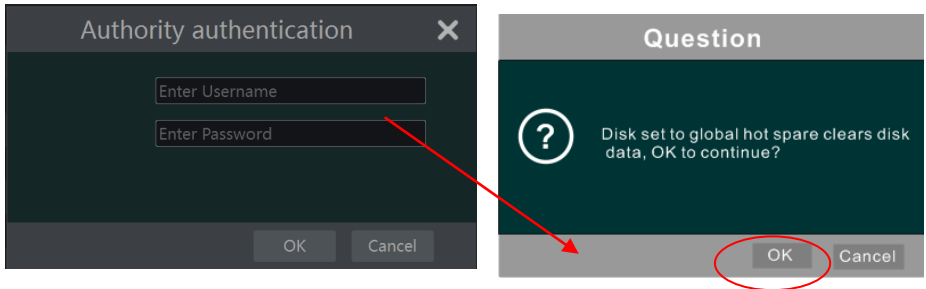 Authority authentication
Enter Username
Enter Password
OK Cancel
Question
?
Disk set to global hot spare clears disk
data, OK to continue?
OK Cancel